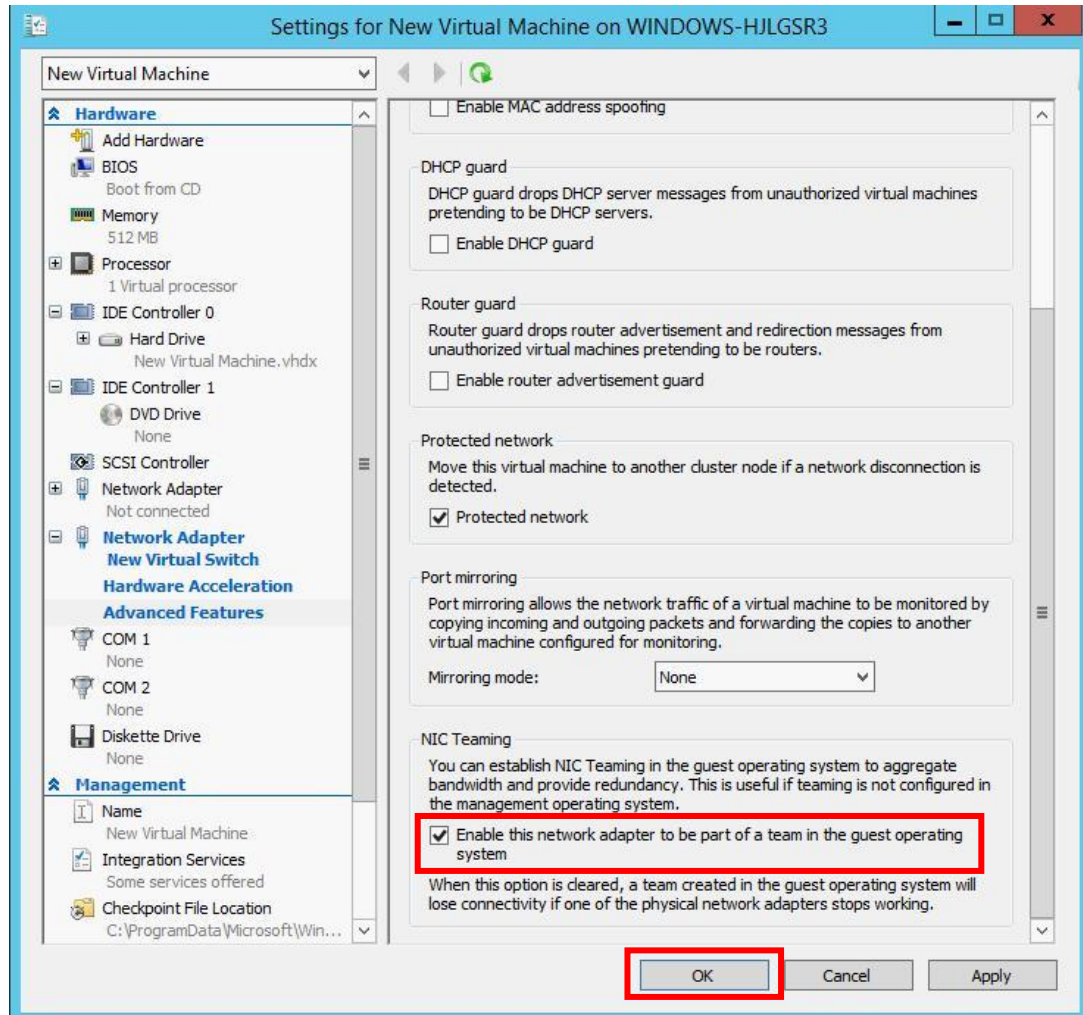 Settings for New Virtual Machine on WINDOWS-HJLGSR3
New Virtual Machine
Hardware
Add Hardware
BIOS
Boot from CD
Memory
512 MB
Processor
1 Virtual processor
IDE Controller 0
Hard Drive
New Virtual Machine.vhdx
IDE Controller 1
DVD Drive
None
SCSI Controller
Network Adapter
Not connected
Network Adapter
New Virtual Switch
Hardware Acceleration
Advanced Features
COM 1
None
COM 2
None
Diskette Drive
None
Management
Name
New Virtual Machine
Integration Services
Some services offered
Checkpoint File Location
C:\ProgramData\Microsoft\Win...
Enable MAC address spoofing
DHCP guard
DHCP guard drops DHCP server messages from unauthorized virtual machines
pretending to be DHCP servers.
Enable DHCP guard
Router guard
Router guard drops router advertisement and redirection messages from
unauthorized virtual machines pretending to be routers.
Enable router advertisement guard
Protected network
Move this virtual machine to another cluster node if a network disconnection is
detected.
Protected network
Port mirroring
Port mirroring allows the network traffic of a virtual machine to be monitored by
copying incoming and outgoing packets and forwarding the copies to another
virtual machine configured for monitoring.
Mirroring mode:
None
NIC Teaming
You can establish NIC Teaming in the guest operating system to aggregate
bandwidth and provide redundancy. This is useful if teaming is not configured in
the management operating system.
Enable this network adapter to be part of a team in the guest operating
system
When this option is cleared, a team created in the guest operating system will
lose connectivity if one of the physical network adapters stops working.
OK
Cancel
Apply